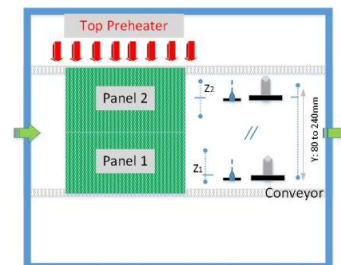 Top Preheater
Panel 2
Z2
Y: 80 to 240mm
Panel 1
Z1
Conveyor